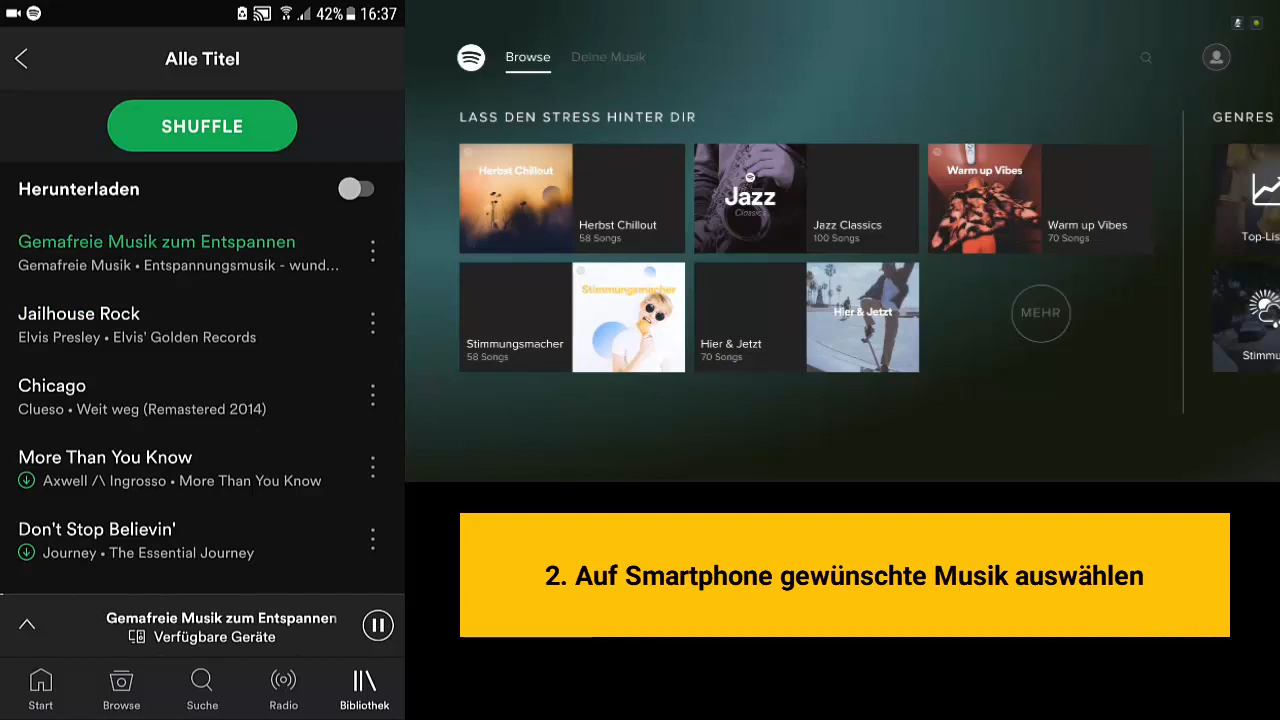 42% 16:37
Alle Titel
SHUFFLE
Herunterladen
Gemafreie Musik zum Entspannen
Gemafreie Musik • Entspannungsmusik - wund...
Jailhouse Rock
Elvis Presley • Elvis' Golden Records
Chicago
Clueso • Weit weg (Remastered 2014)
More Than You Know
Axwell /\ Ingrosso • More Than You Know
Don't Stop Believin'
Journey • The Essential Journey
Gemafreie Musik zum Entspannen
Verfügbare Geräte
Start
Browse
Suche
Radio
Bibliothek
Browse
Deine Musik
LASS DEN STRESS HINTER DIR
GENRES
Herbst Chillout
Herbst Chillout
58 Songs
Jazz
Classics
Jazz Classics
100 Songs
Warm up Vibes
Warm up Vibes
70 Songs
Top-Lis
Stimmungsmacher
58 Songs
Stimmungsmacher
Hier & Jetzt
70 Songs
Hier & Jetzt
MEHR
Stimmu
2. Auf Smartphone gewünschte Musik auswählen